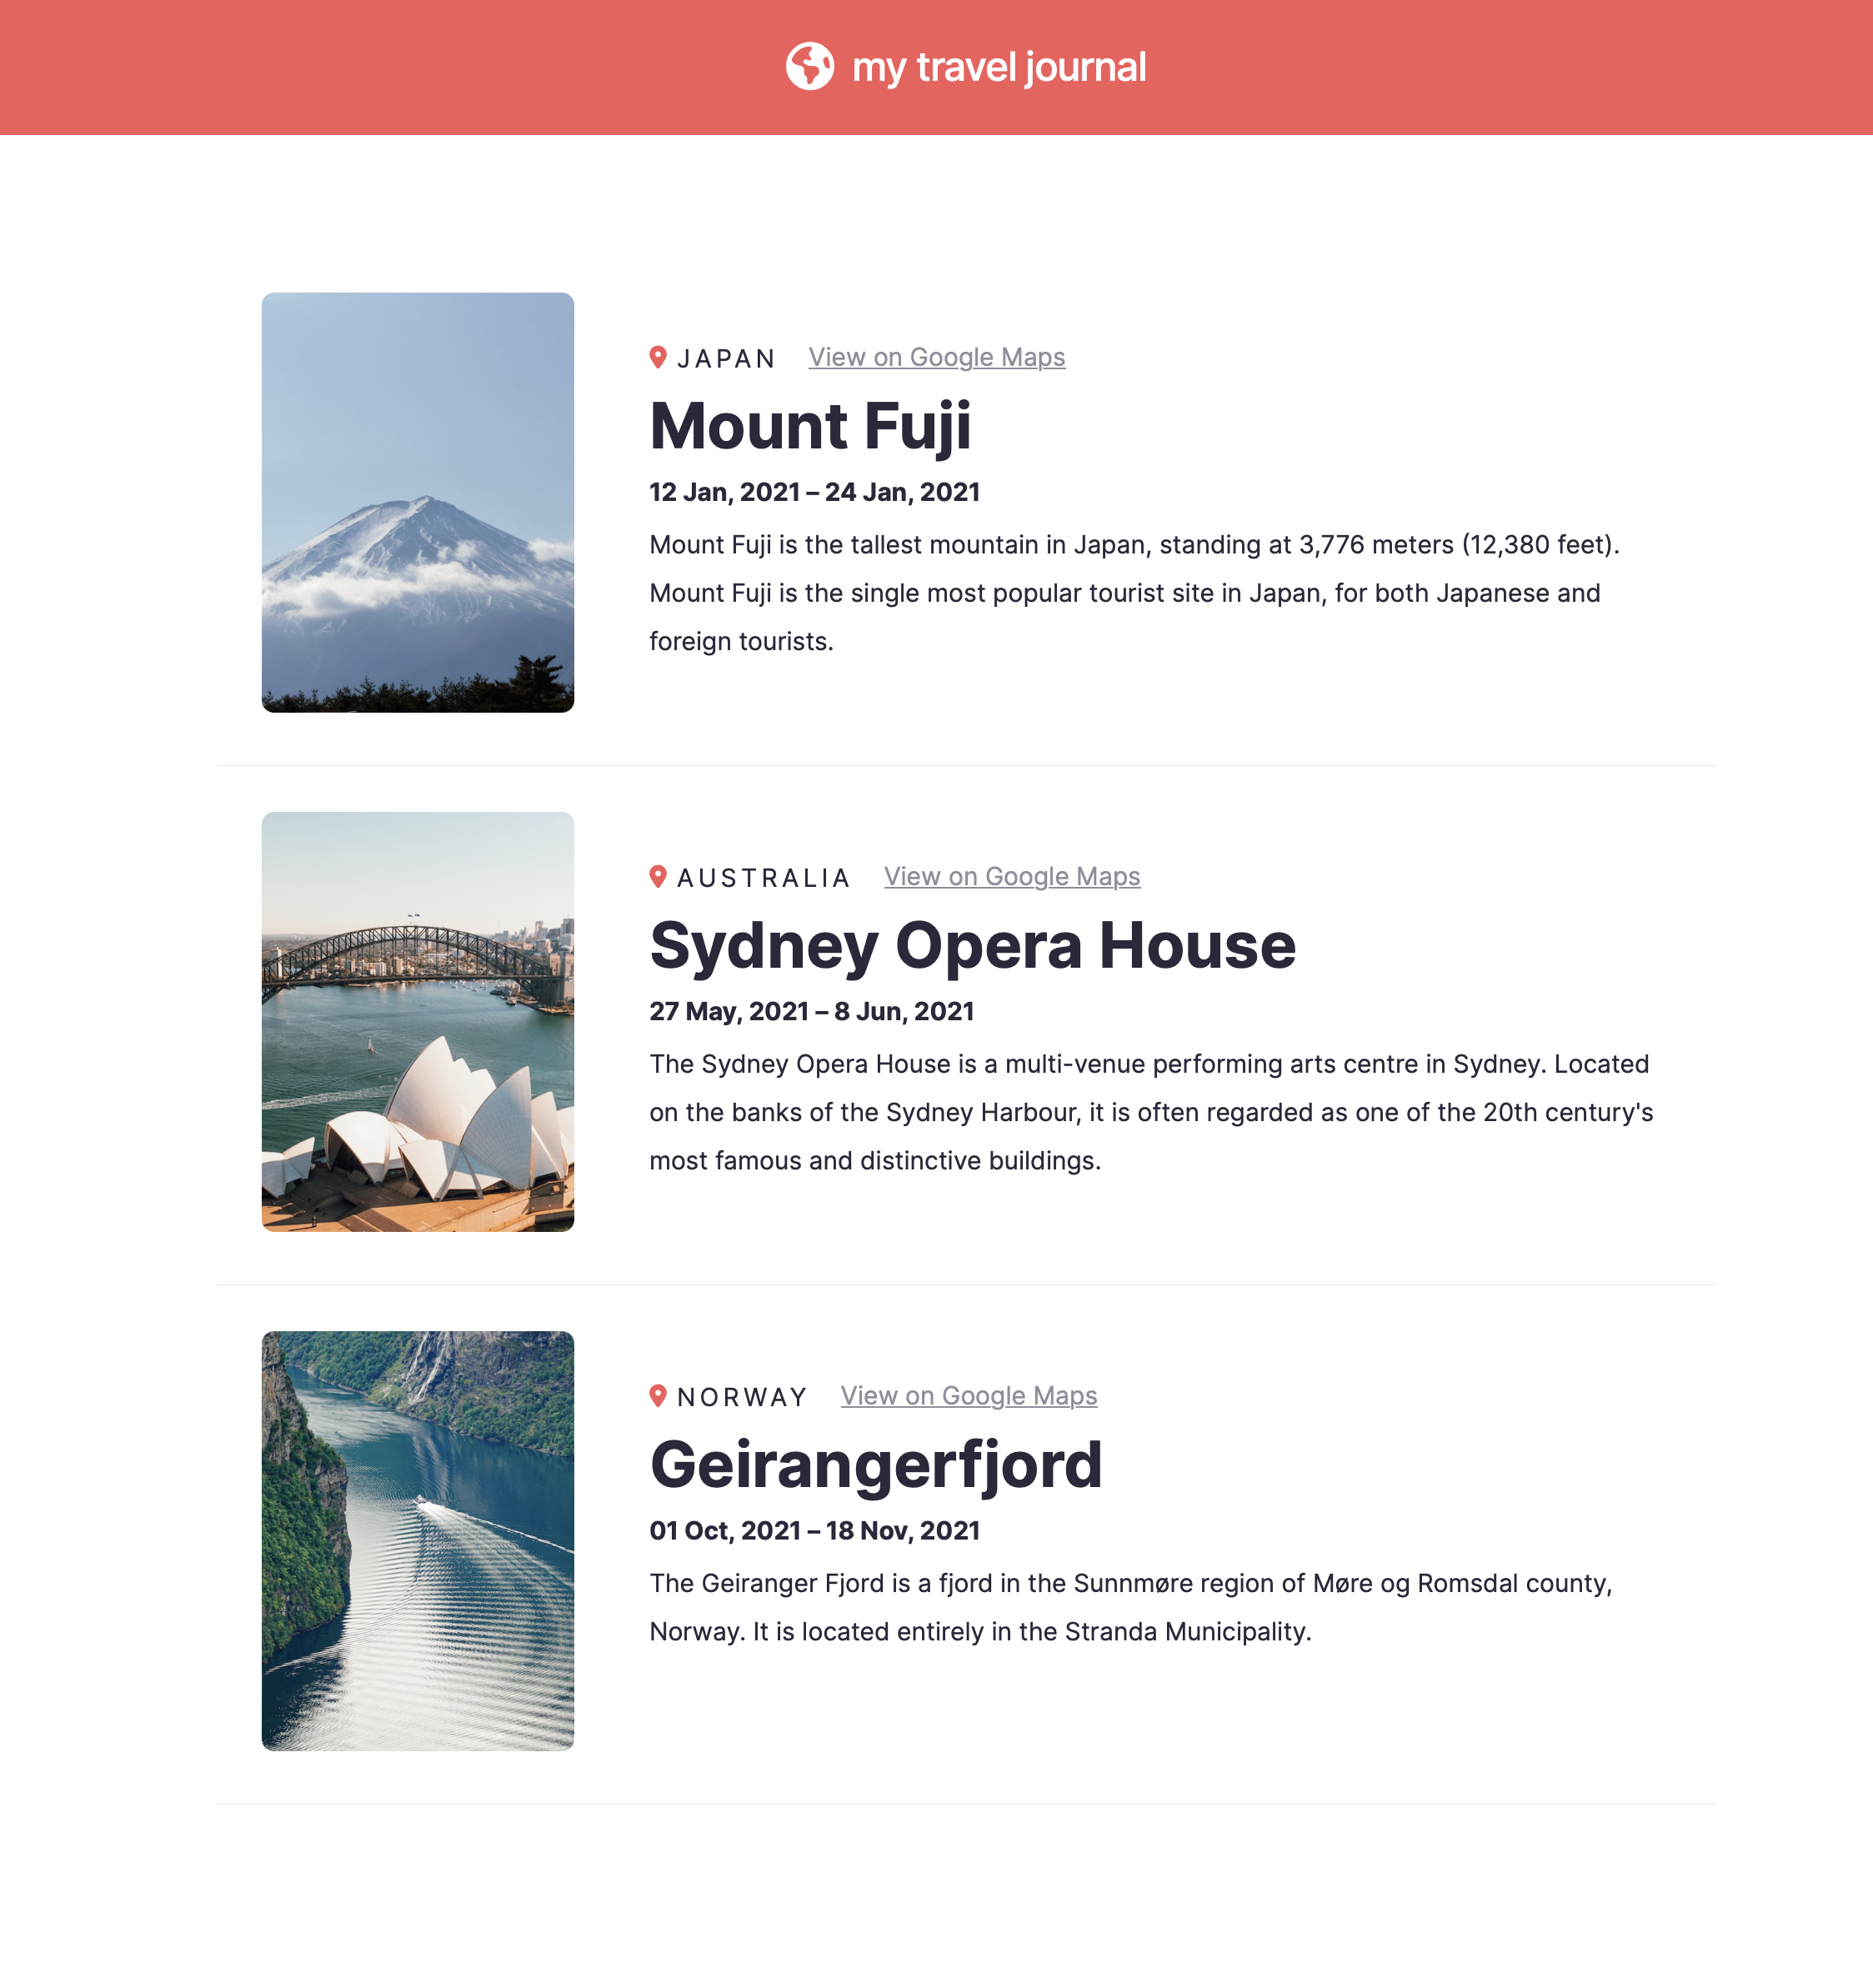 my travel journal
JAPAN View on Google Maps
Mount Fuji
12 Jan, 2021 – 24 Jan, 2021
Mount Fuji is the tallest mountain in Japan, standing at 3,776 meters (12,380 feet).
Mount Fuji is the single most popular tourist site in Japan, for both Japanese and
foreign tourists.
AUSTRALIA View on Google Maps
Sydney Opera House
27 May, 2021 – 8 Jun, 2021
The Sydney Opera House is a multi-venue performing arts centre in Sydney. Located
on the banks of the Sydney Harbour, it is often regarded as one of the 20th century's
most famous and distinctive buildings.
NORWAY View on Google Maps
Geirangerfjord
01 Oct, 2021 – 18 Nov, 2021
The Geiranger Fjord is a fjord in the Sunnmøre region of Møre og Romsdal county,
Norway. It is located entirely in the Stranda Municipality.